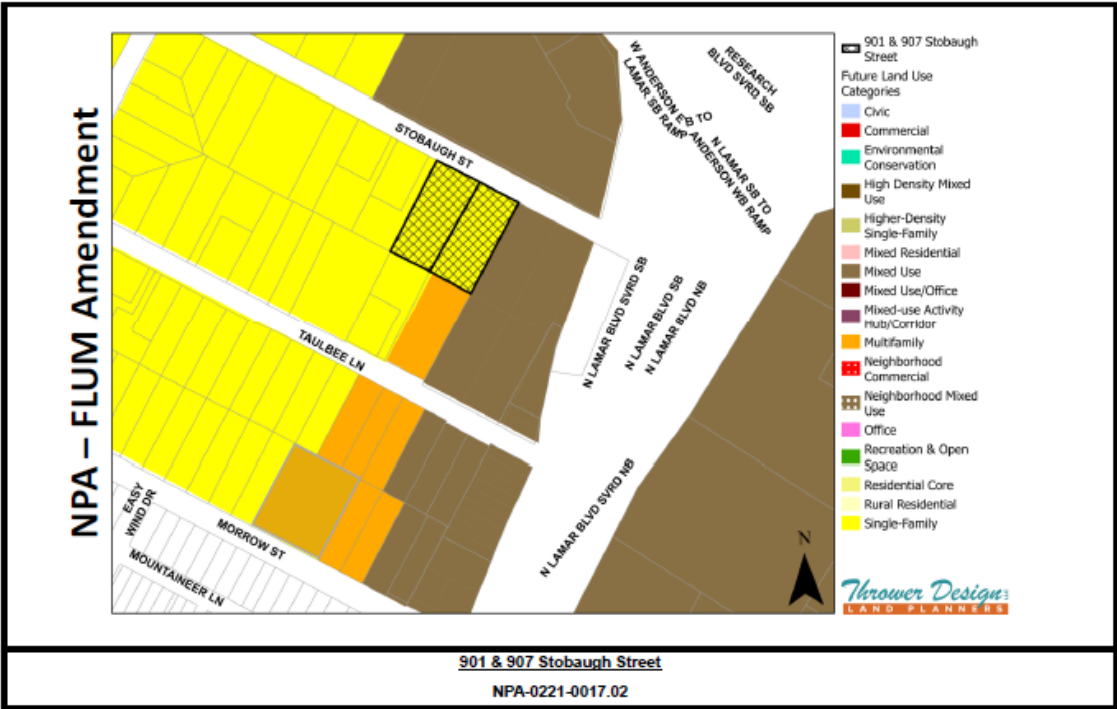 NPA – FLUM Amendment
STOBAUGH ST
TAULBEE LN
MORROW ST
EASY
WIND DR
MOUNTAINEER LN
W ANDERSON EB TO
LAMAR SB RAMP
RESEARCH
BLVD SVRD SB
N LAMAR SB TO
ANDERSON WB RAMP
N LAMAR BLVD SVRD SB
N LAMAR BLVD SB
N LAMAR BLVD NB
N LAMAR BLVD SVRD NB
N
901 & 907 Stobaugh
Street
Future Land Use
Categories
Civic
Commercial
Environmental
Conservation
High Density Mixed
Use
Higher-Density
Single-Family
Mixed Residential
Mixed Use
Mixed Use/Office
Mixed-use Activity
Hub/Corridor
Multifamily
Neighborhood
Commercial
Neighborhood Mixed
Use
Office
Recreation & Open
Space
Residential Core
Rural Residential
Single-Family
Thrower Design
LAND PLANNERS
901 & 907 Stobaugh Street
NPA-0221-0017.02